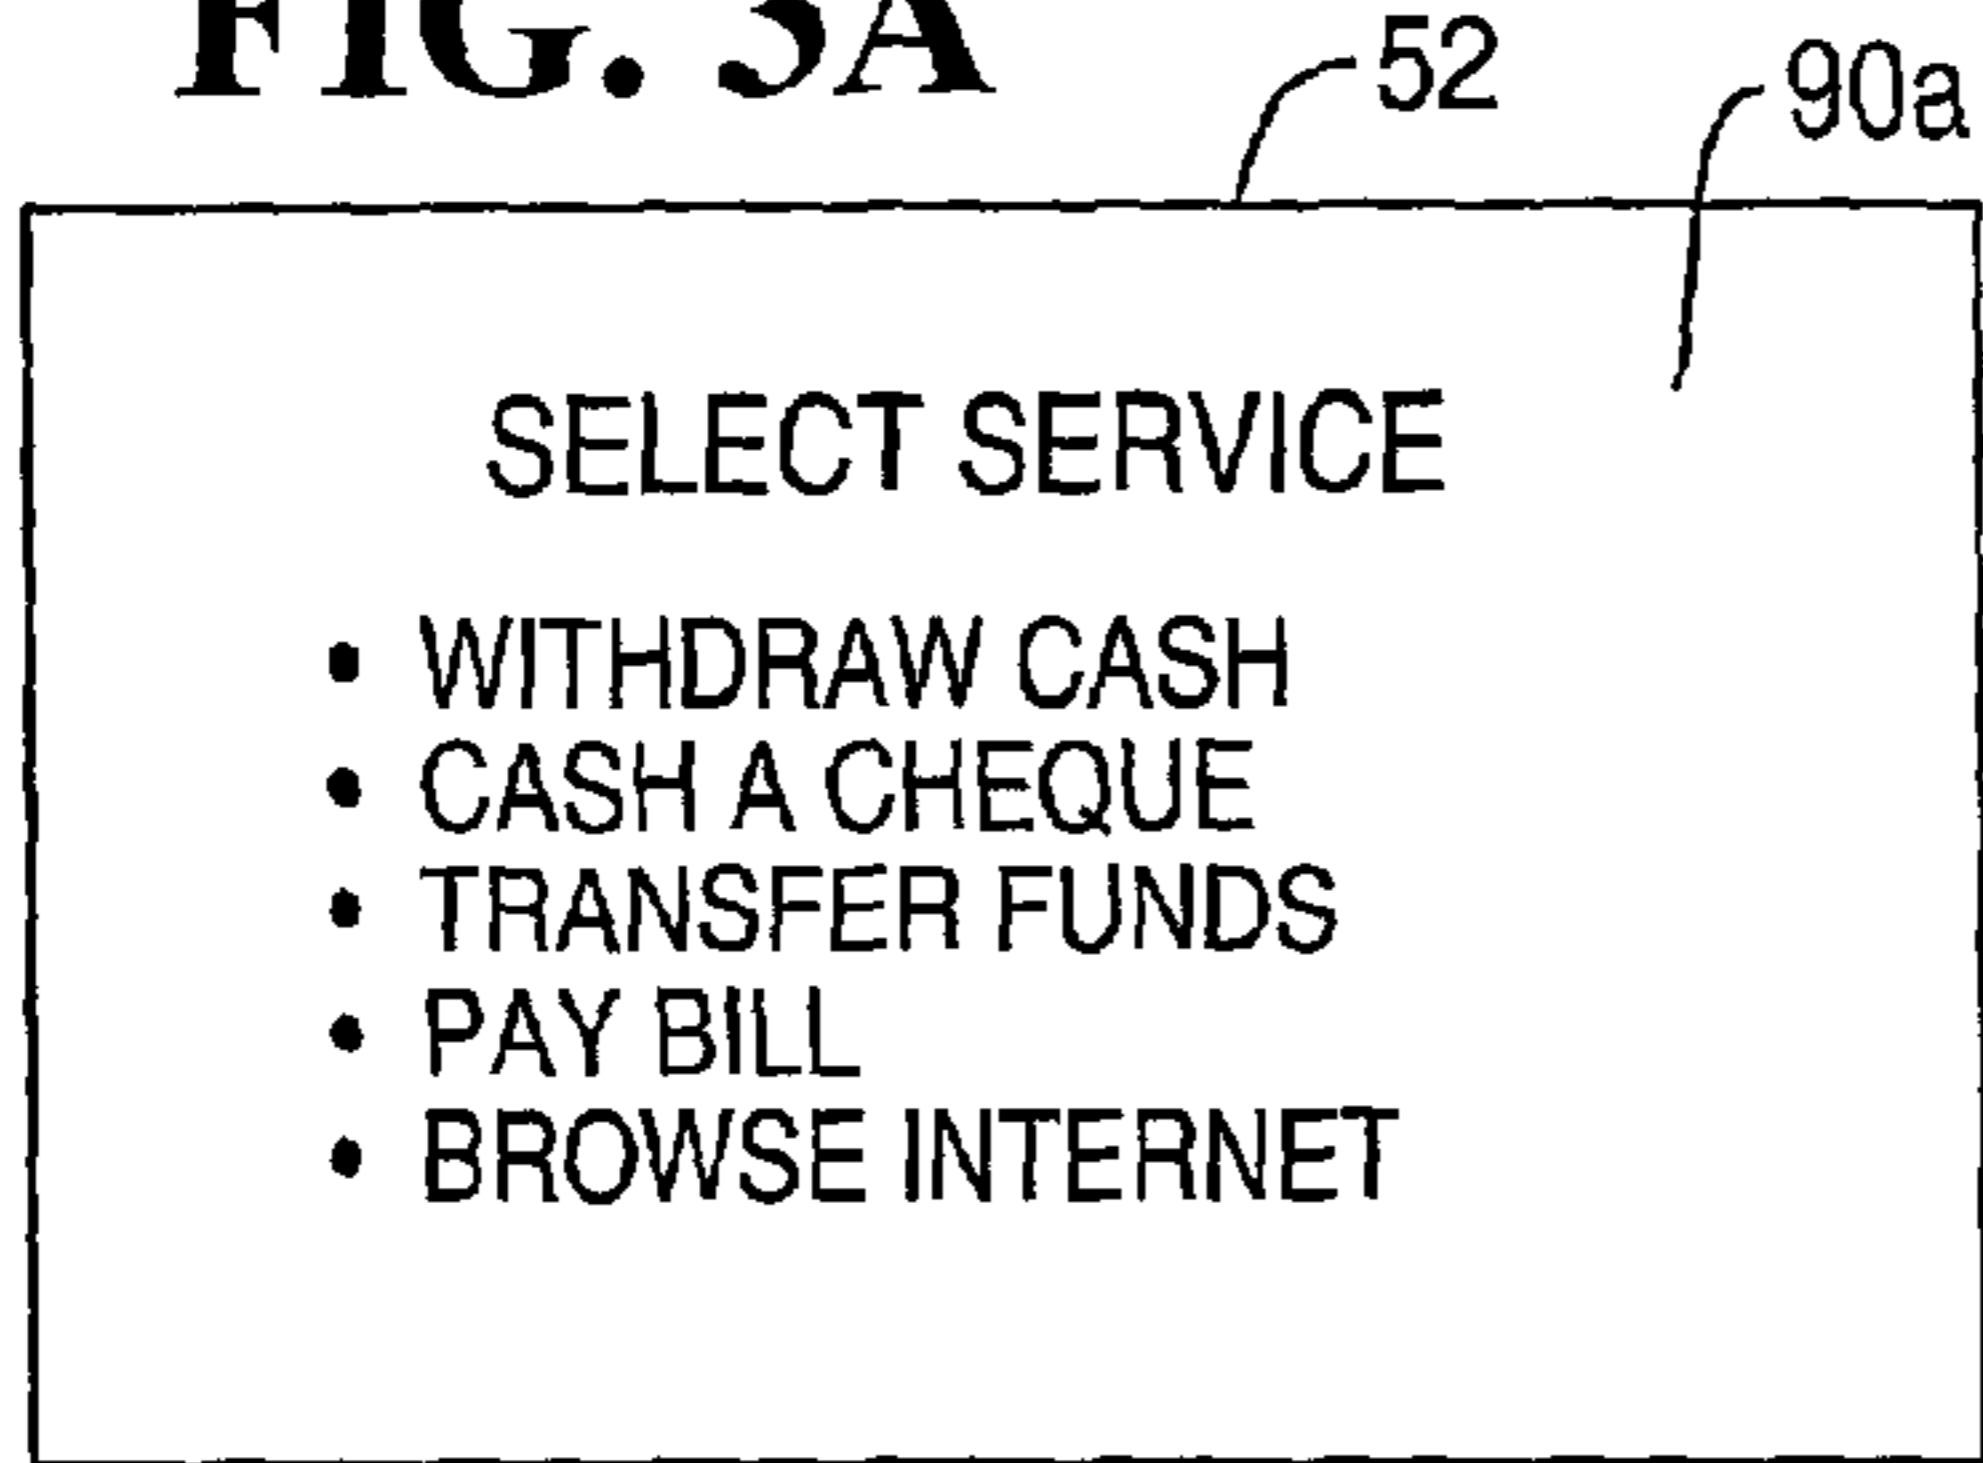 FIG. 3A
52
90a
SELECT SERVICE
• WITHDRAW CASH
• CASH A CHEQUE
• TRANSFER FUNDS
• PAY BILL
• BROWSE INTERNET